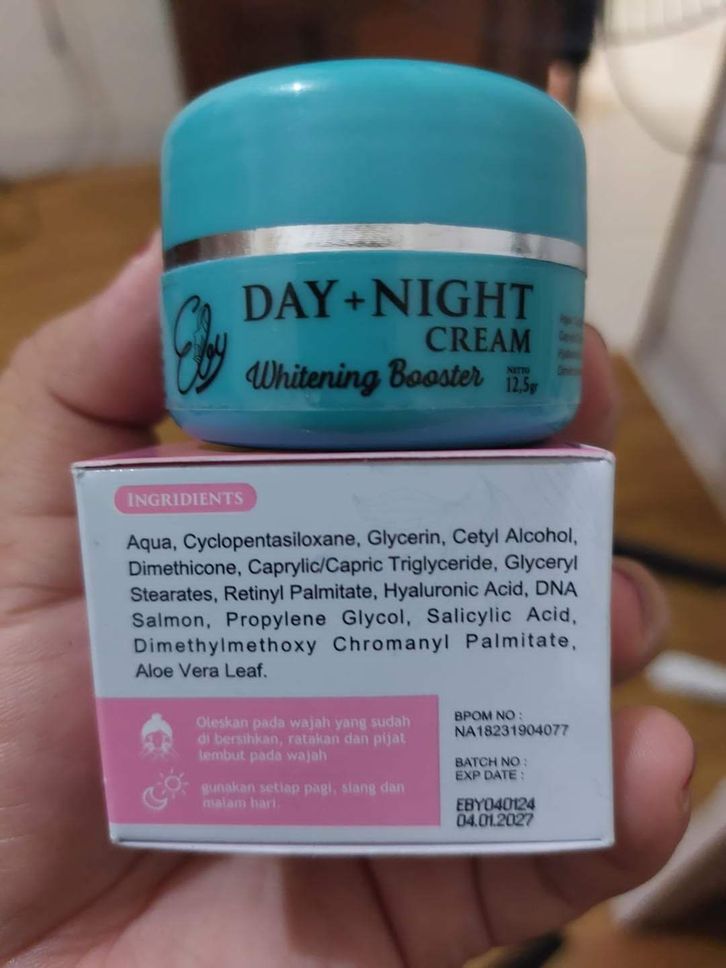 Eby
DAY + NIGHT
CREAM
Whitening Booster
NETTO
12,5gr
INGRIDIENTS
Aqua, Cyclopentasiloxane, Glycerin, Cetyl Alcohol,
Dimethicone, Caprylic/Capric Triglyceride, Glyceryl
Stearates, Retinyl Palmitate, Hyaluronic Acid, DNA
Salmon, Propylene Glycol, Salicylic Acid,
Dimethylmethoxy Chromanyl Palmitate,
Aloe Vera Leaf.
Oleskan pada wajah yang sudah
di bersihkan, ratakan dan pijat
lembut pada wajah
gunakan setiap pagi, siang dan
malam hari.
BPOM NO :
NA18231904077
BATCH NO :
EXP DATE :
EBY040124
04.01.2027